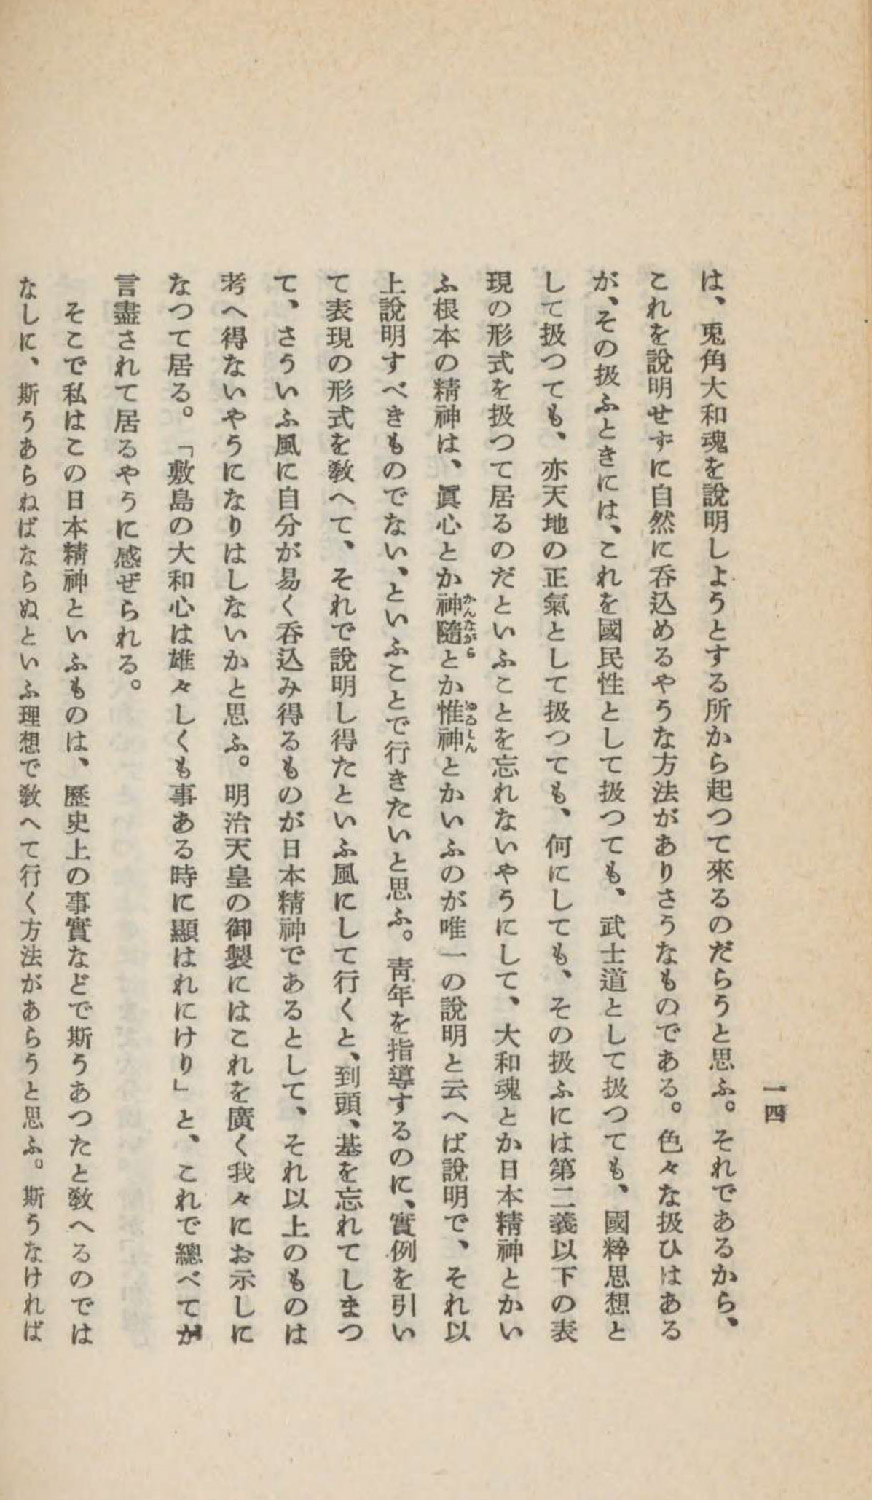 一四
は、兎角大和魂を說明しようとする所から起つて來るのだらうと思ふ。それであるから、
これを說明せずに自然に呑込めるやうな方法がありさうなものである。色々な扱ひはある
が、その扱ふときには、これを國民性として扱つても、武士道として扱つても、國粹思想と
して扱つても、亦天地の正氣として扱つても、何にしても、その扱ふには第二義以下の表
現の形式を扱つて居るのだといふことを忘れないやうにして、大和魂とか日本精神とかい
ふ根本の精神は、眞心とか神隨かんながらとか惟神ゐゐしんとかいふのが唯一の說明と云へば說明で、それ以
上說明すべきものでない、といふことで行きたいと思ふ。靑年を指導するのに、實例を引い
て表現の形式を敎へて、それで說明し得たといふ風にして行くと、到頭、基を忘れてしまつ
て、さういふ風に自分が易く呑込み得るものが日本精神であるとして、それ以上のものは
考へ得ないやうになりはしないかと思ふ。明治天皇の御製にはこれを廣く我々にお示しに
なつて居る。「敷島の大和心は雄々しくも事ある時に顯はれにけり」と、これで總べてが
言盡されて居るやうに感ぜられる。
そこで私はこの日本精神といふものは、歷史上の事實などで斯うあつたと敎へるのでは
なしに、斯うあらねばならぬといふ理想で敎へて行く方法があらうと思ふ。斯うなければ